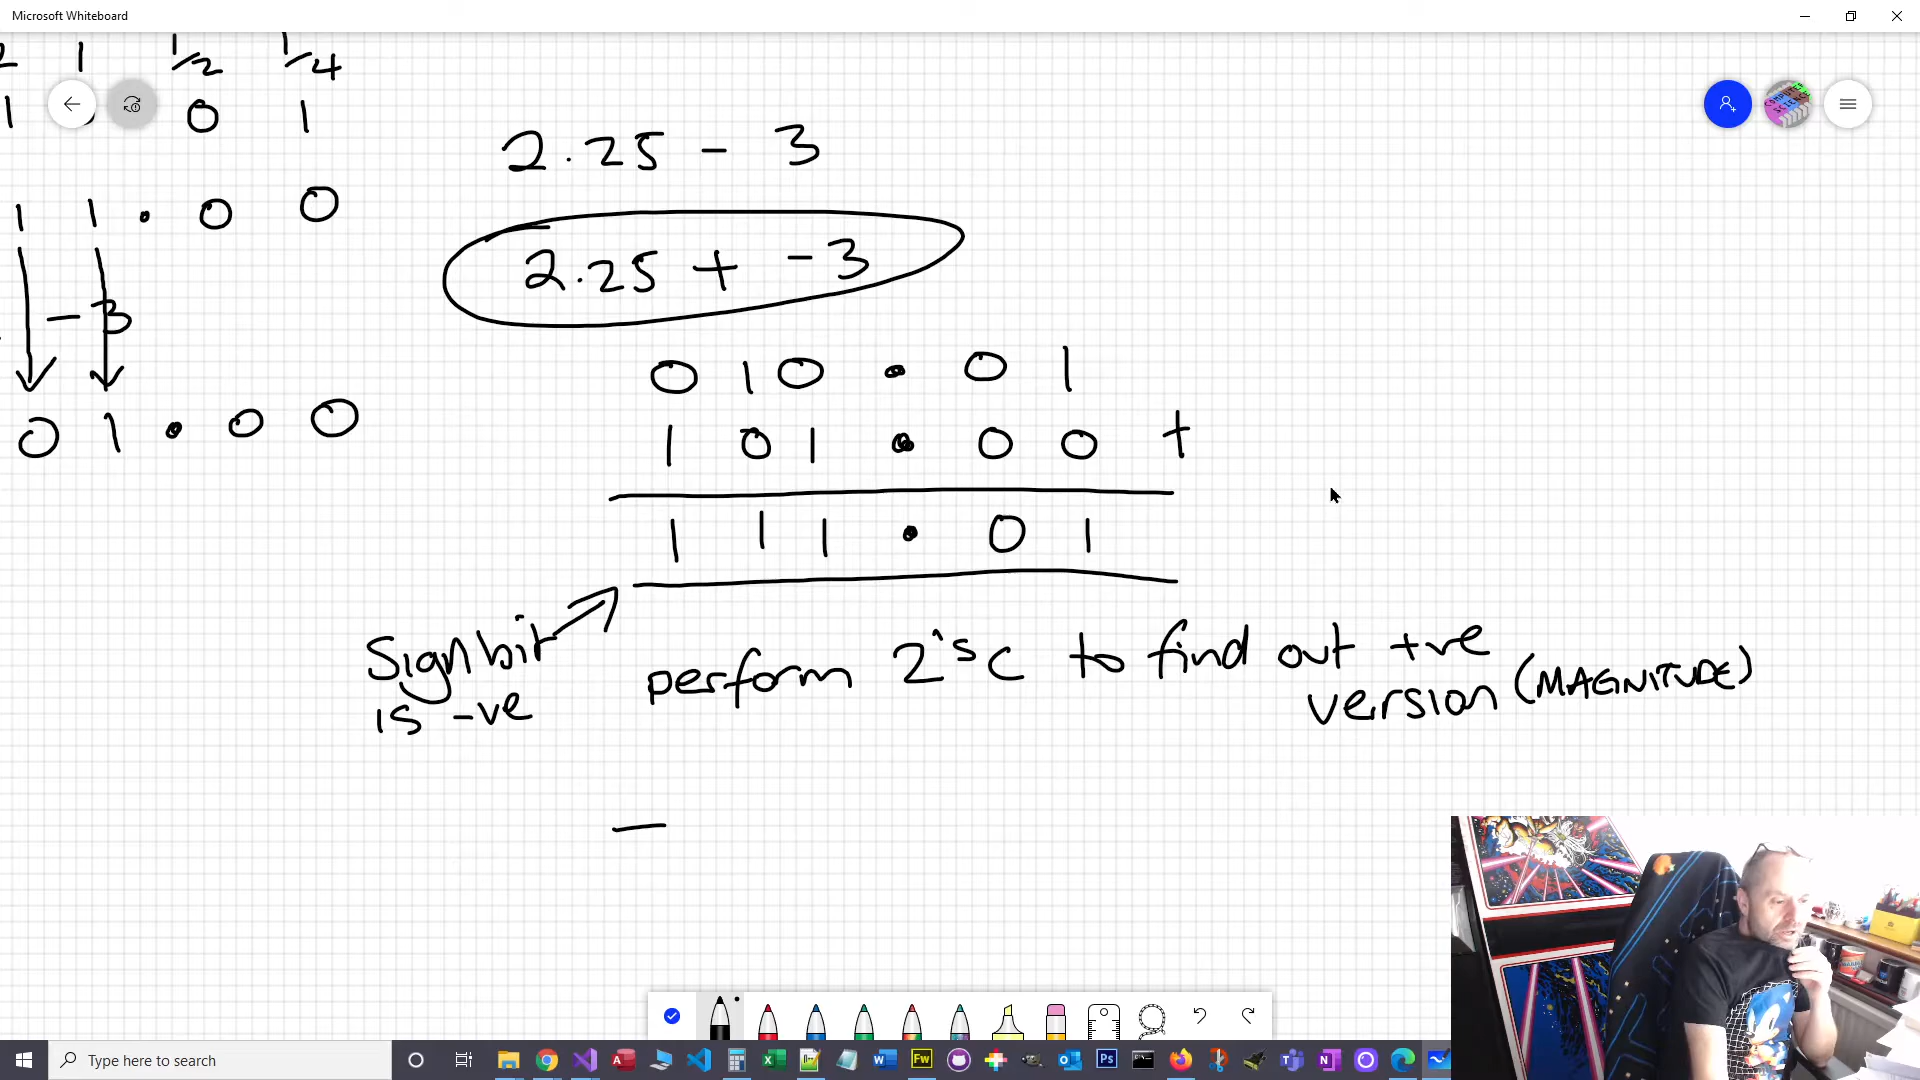 Microsoft Whiteboard
2 1 1/2 1/4
1 0 1
1 1 . 0 0
- 3
0 1 . 0 0
2.25 - 3
2.25 + -3
0 1 0 . 0 1
1 0 1 . 0 0 +
1 1 1 . 0 1
Sign bit
is -ve
perform 2's C to find out +ve
version (MAGNITUDE)
Type here to search